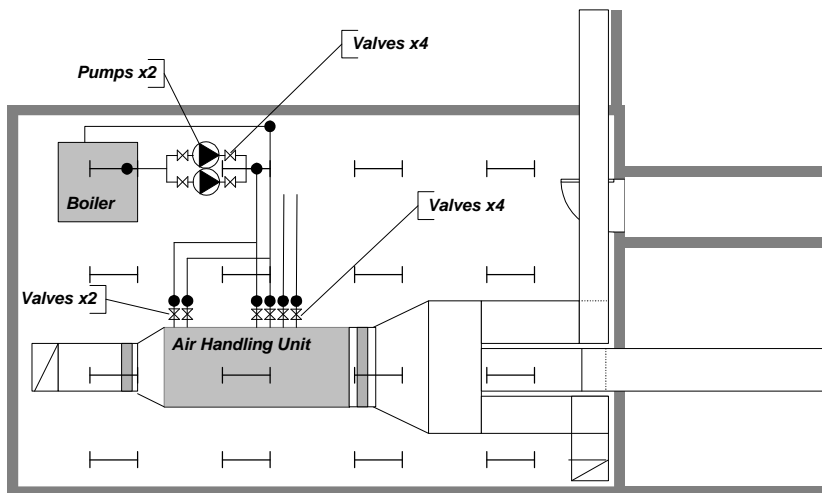 Valves x4
Pumps x2
Boiler
Valves x4
Valves x2
Air Handling Unit